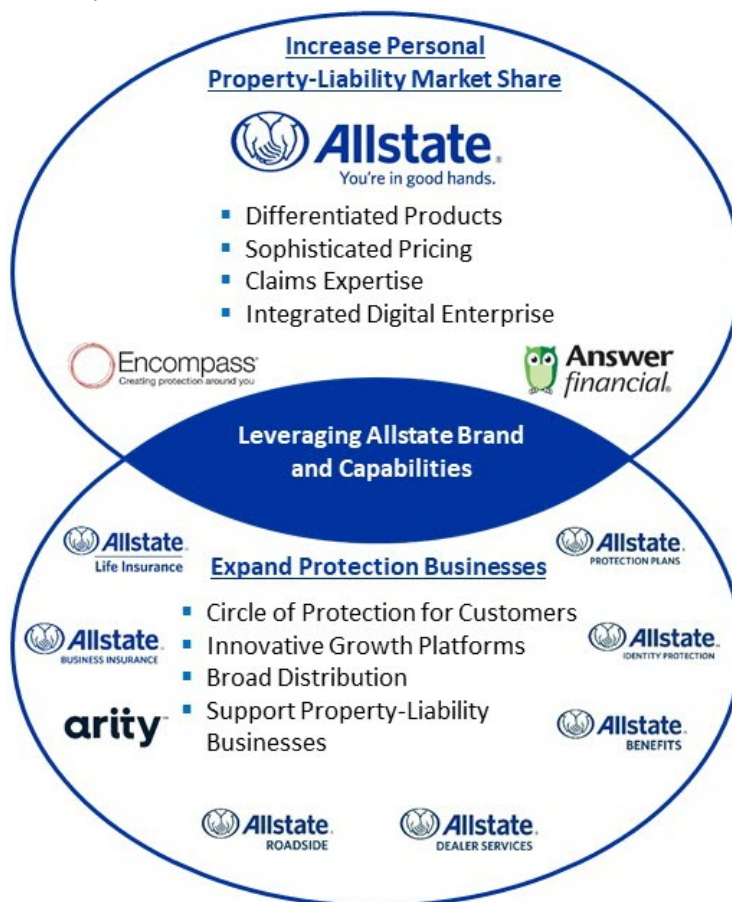 Increase Personal
Property-Liability Market Share
Allstate®
You're in good hands.
▪ Differentiated Products
▪ Sophisticated Pricing
▪ Claims Expertise
▪ Integrated Digital Enterprise
Encompass®
Creating protection around you
Answer
financial®
Leveraging Allstate Brand
and Capabilities
Allstate®
Life Insurance
Allstate®
PROTECTION PLANS
Expand Protection Businesses
▪ Circle of Protection for Customers
▪ Innovative Growth Platforms
▪ Broad Distribution
▪ Support Property-Liability
Businesses
Allstate®
BUSINESS INSURANCE
Allstate™
IDENTITY PROTECTION
arity™
Allstate®
BENEFITS
Allstate®
ROADSIDE
Allstate®
DEALER SERVICES